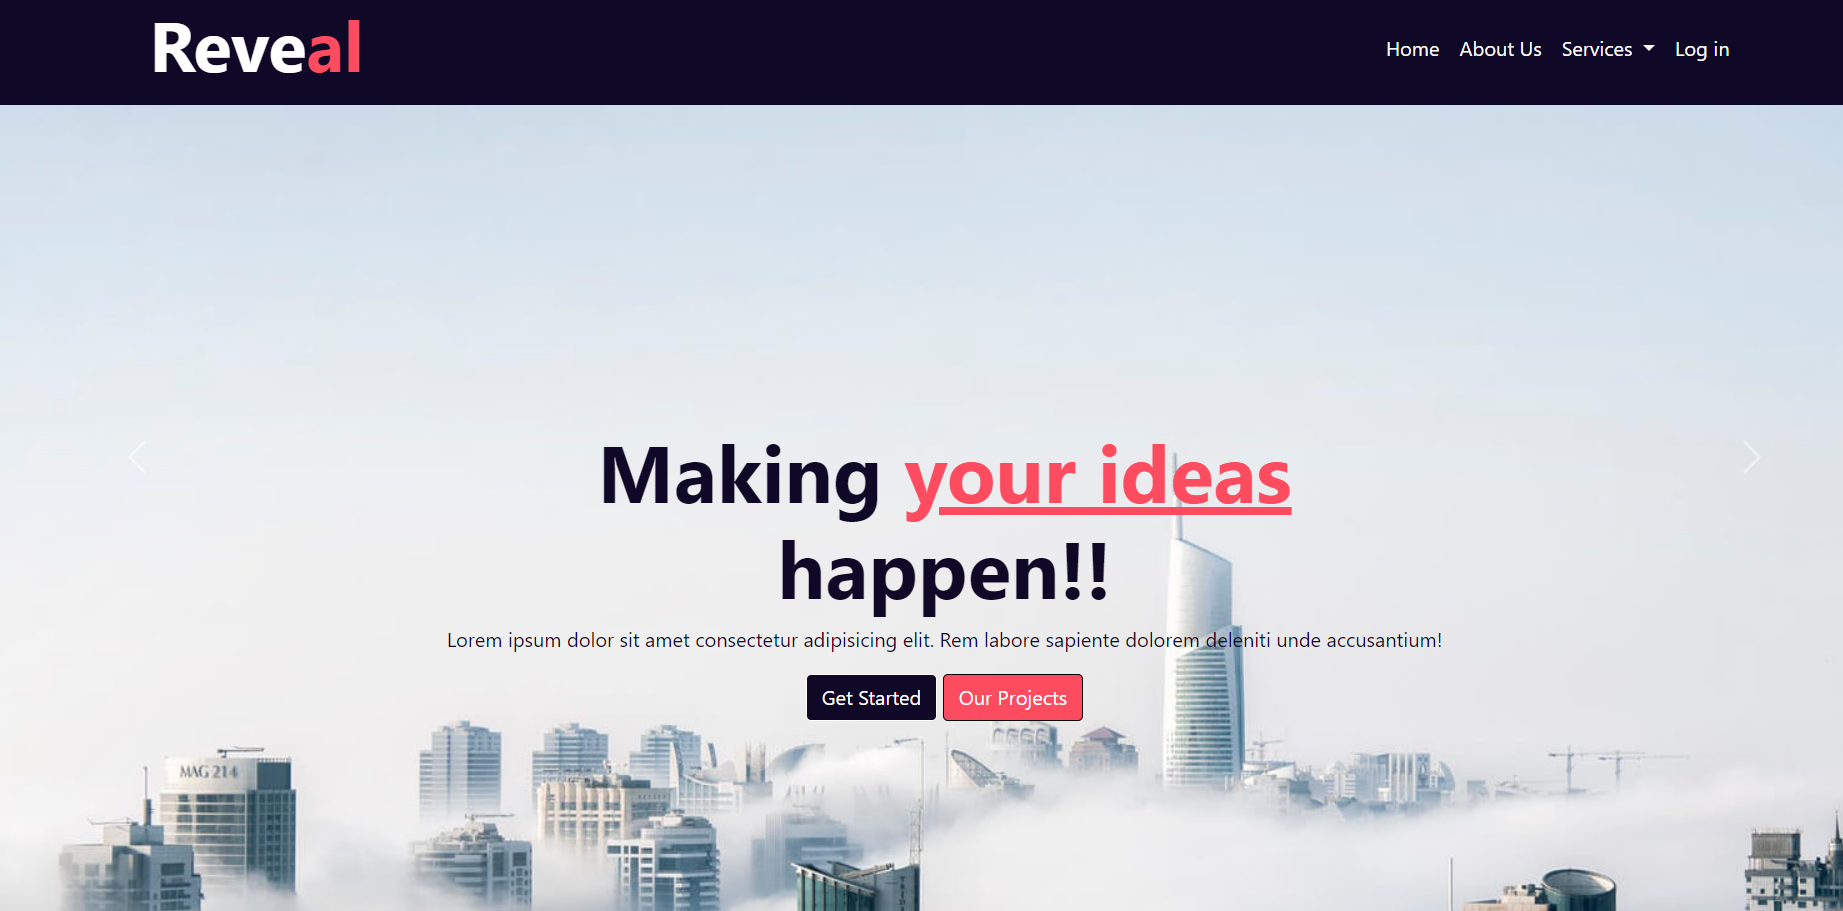 Reveal
Home About Us Services Log in
Making your ideas
happen!!
Lorem ipsum dolor sit amet consectetur adipisicing elit. Rem labore sapiente dolorem deleniti unde accusantium!
Get Started Our Projects
MAG 214